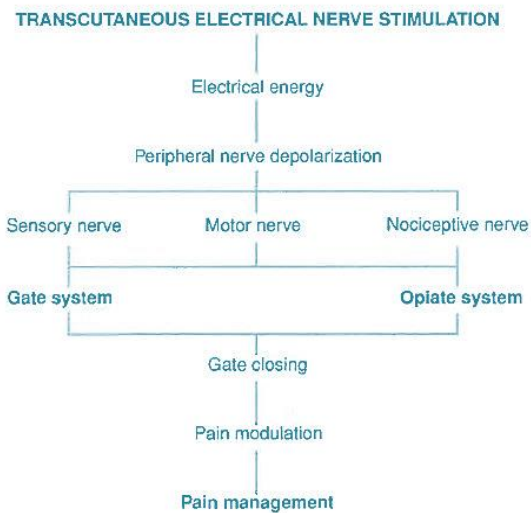 TRANSCUTANEOUS ELECTRICAL NERVE STIMULATION
Electrical energy
Peripheral nerve depolarization
Sensory nerve Motor nerve Nociceptive nerve
Gate system Opiate system
Gate closing
Pain modulation
Pain management